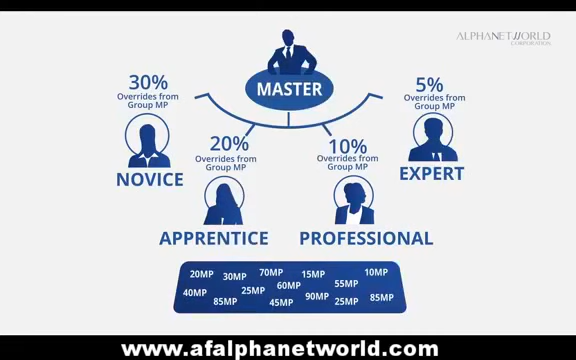 ALPHANETWORLD
CORPORATION
MASTER
30%
Overrides from
Group MP
NOVICE
20%
Overrides from
Group MP
APPRENTICE
10%
Overrides from
Group MP
PROFESSIONAL
5%
Overrides from
Group MP
EXPERT
20MP 30MP 70MP 15MP 10MP
60MP 55MP
40MP 25MP 90MP 85MP
85MP 45MP 25MP
www.afalphanetworld.com